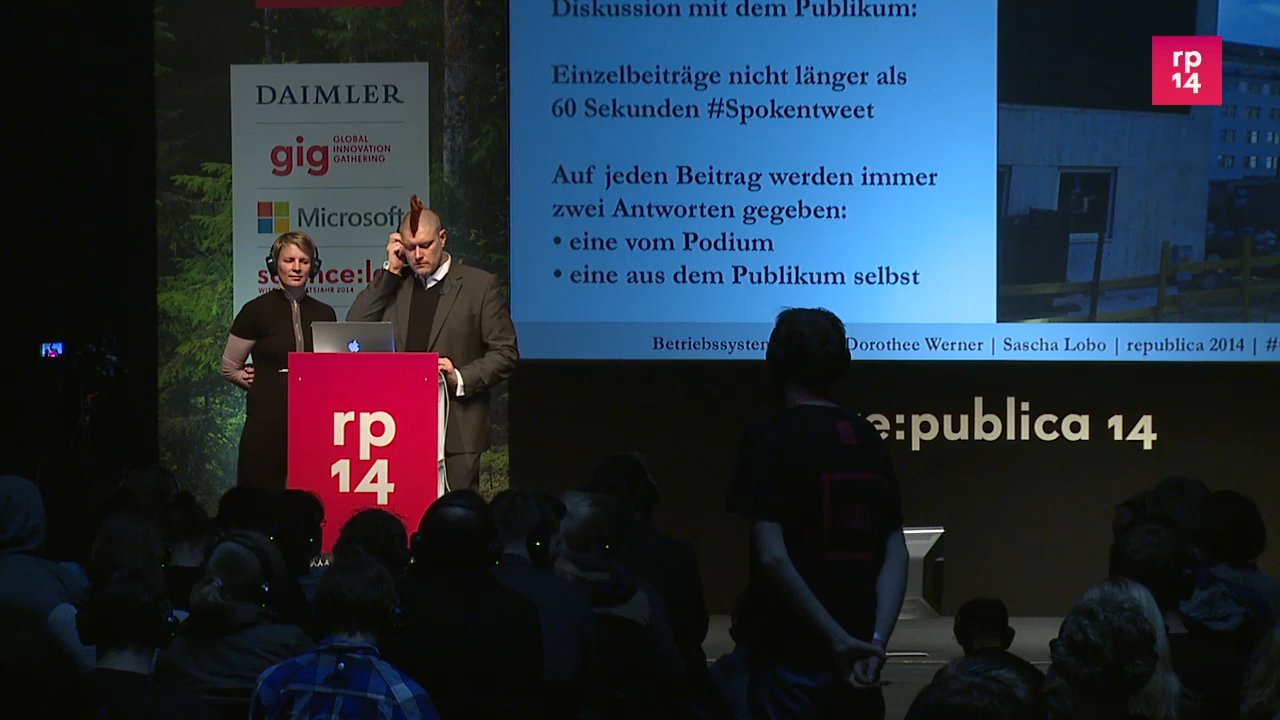 Diskussion mit dem Publikum:
Einzelbeiträge nicht länger als
60 Sekunden #Spokentweet
Auf jeden Beitrag werden immer
zwei Antworten gegeben:
• eine vom Podium
• eine aus dem Publikum selbst
Dorothee Werner | Sascha Lobo | republica 2014 |
rp
14
DAIMLER
gig GLOBAL
INNOVATION
GATHERING
Microsoft
rp
14
e:publica 14